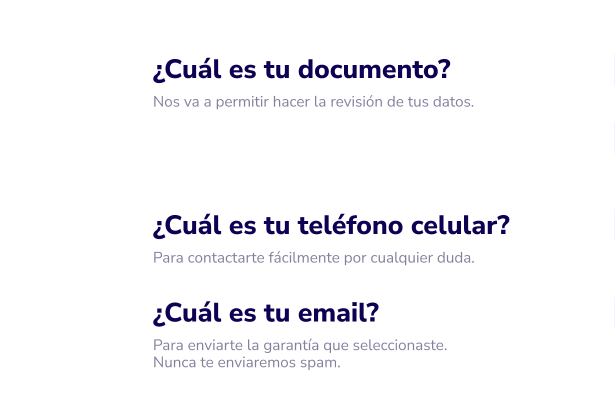 ¿Cuál es tu documento?
Nos va a permitir hacer la revisión de tus datos.
¿Cuál es tu teléfono celular?
Para contactarte fácilmente por cualquier duda.
¿Cuál es tu email?
Para enviarte la garantía que seleccionaste.
Nunca te enviaremos spam.